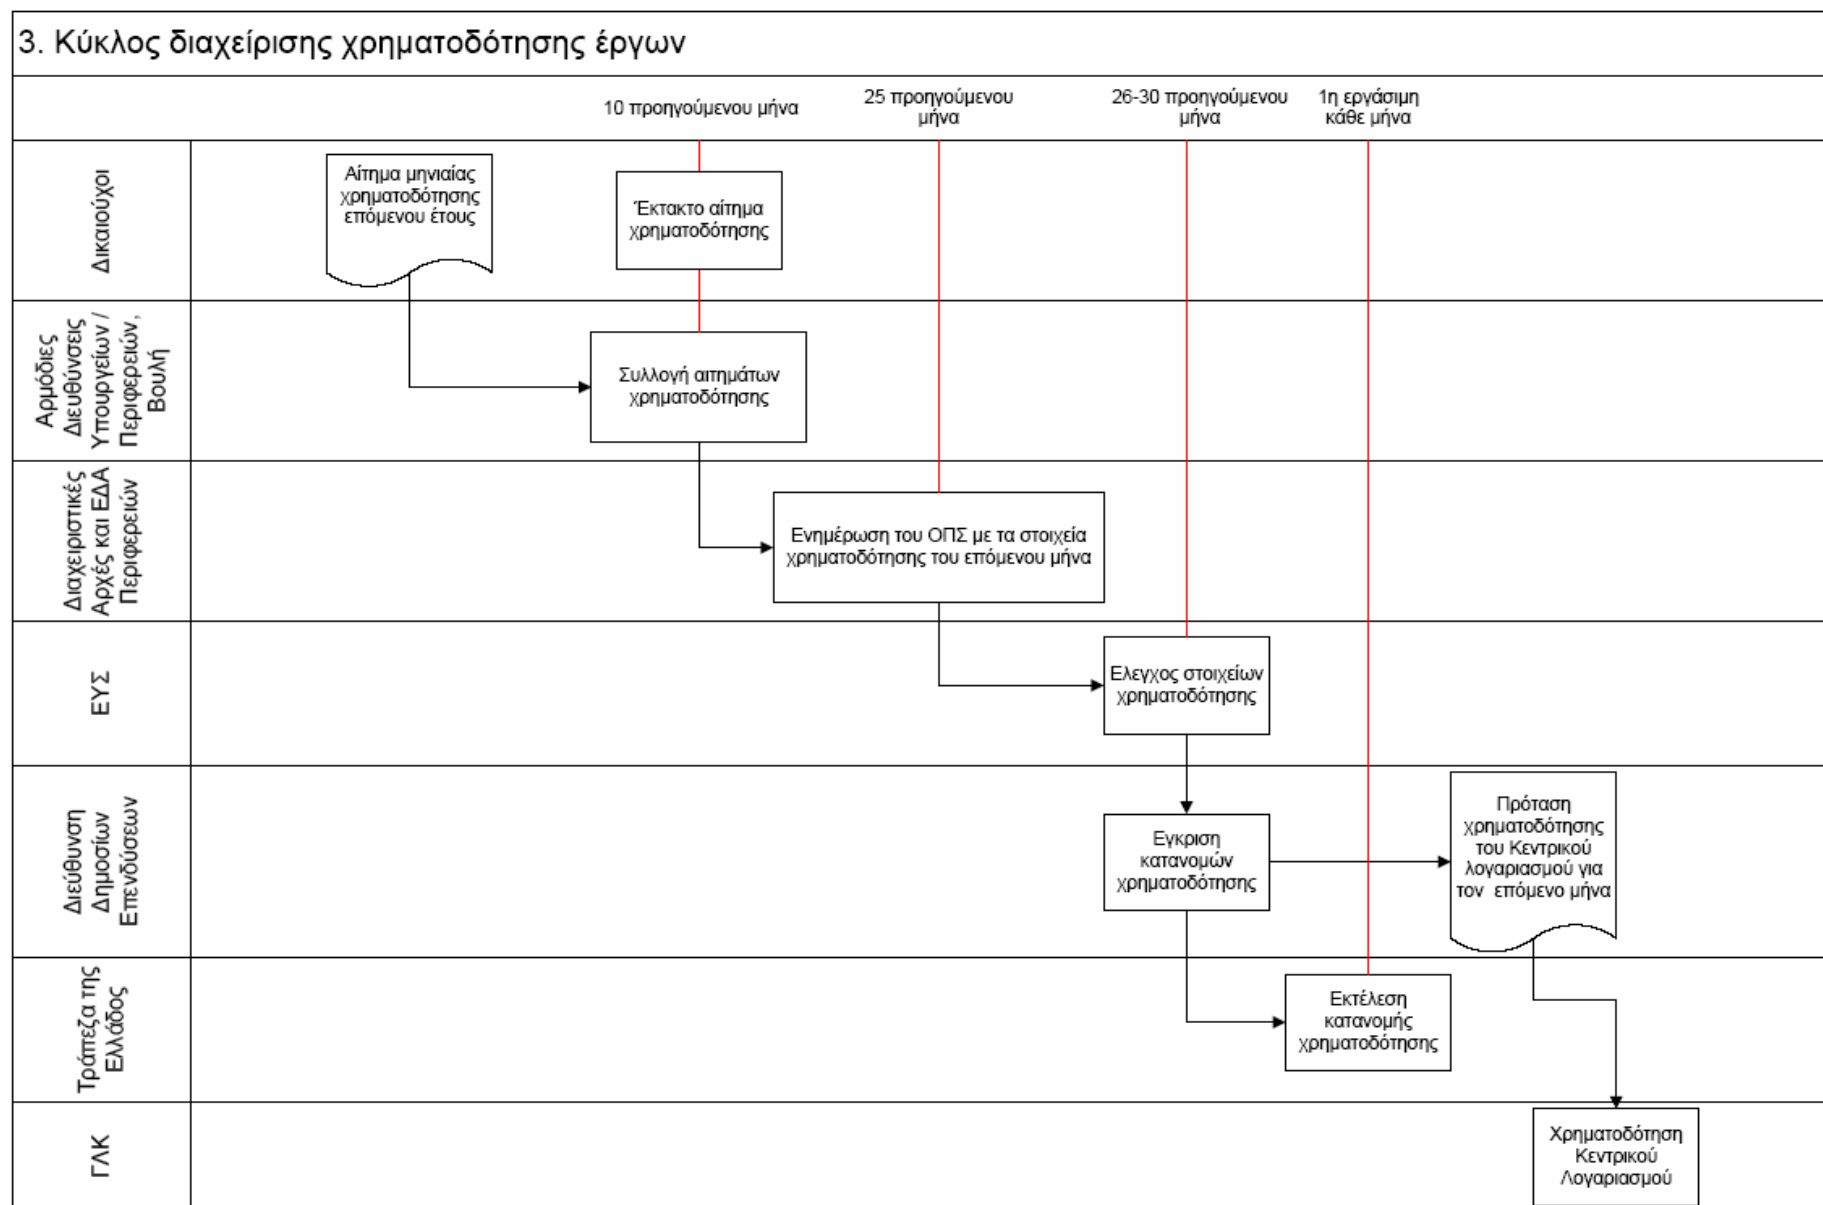 3. Κύκλος διαχείρισης χρηματοδότησης έργων
10 προηγούμενου μήνα
25 προηγούμενου
μήνα
26-30 προηγούμενου
μήνα
1η εργάσιμη
κάθε μήνα
Δικαιούχοι
Αίτημα μηνιαίας
χρηματοδότησης
επόμενου έτους
Έκτακτο αίτημα
χρηματοδότησης
Αρμόδιες
Διευθύνσεις
Υπουργείων /
Περιφερειών,
Βουλή
Συλλογή αιτημάτων
χρηματοδότησης
Διαχειριστικές
Αρχές και ΕΔΑ
Περιφερειών
Ενημέρωση του ΟΠΣ με τα στοιχεία
χρηματοδότησης του επόμενου μήνα
ΕΥΣ
Ελεγχος στοιχείων
χρηματοδότησης
Διεύθυνση
Δημοσίων
Επενδύσεων
Εγκριση
κατανομών
χρηματοδότησης
Πρόταση
χρηματοδότησης
του Κεντρικού
λογαριασμού για
τον επόμενο μήνα
Τράπεζα της
Ελλάδος
Εκτέλεση
κατανομής
χρηματοδότησης
ΓΛΚ
Χρηματοδότηση
Κεντρικού
Λογαριασμού